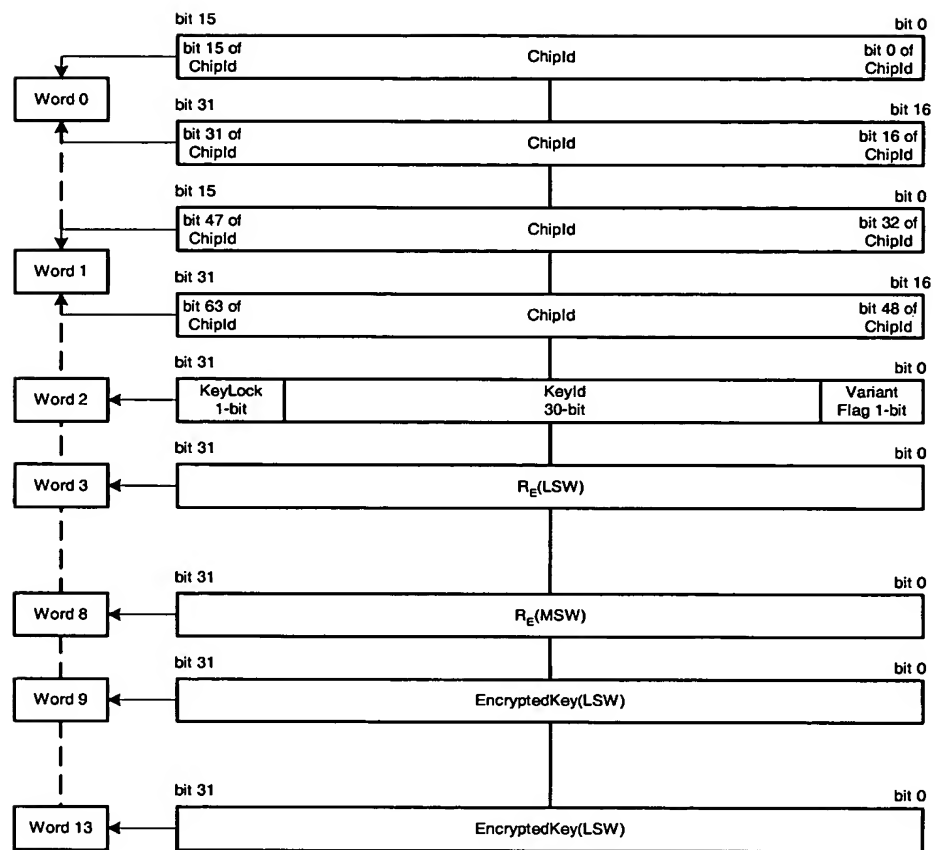 bit 15
bit 0
bit 15 of ChipId
ChipId
bit 0 of ChipId
Word 0
bit 31
bit 16
bit 31 of ChipId
ChipId
bit 16 of ChipId
bit 15
bit 0
bit 47 of ChipId
ChipId
bit 32 of ChipId
Word 1
bit 31
bit 16
bit 63 of ChipId
ChipId
bit 48 of ChipId
bit 31
bit 0
Word 2
KeyLock 1-bit
KeyId 30-bit
Variant Flag 1-bit
bit 31
bit 0
Word 3
RE(LSW)
bit 31
bit 0
Word 8
RE(MSW)
bit 31
bit 0
Word 9
EncryptedKey(LSW)
bit 31
bit 0
Word 13
EncryptedKey(LSW)